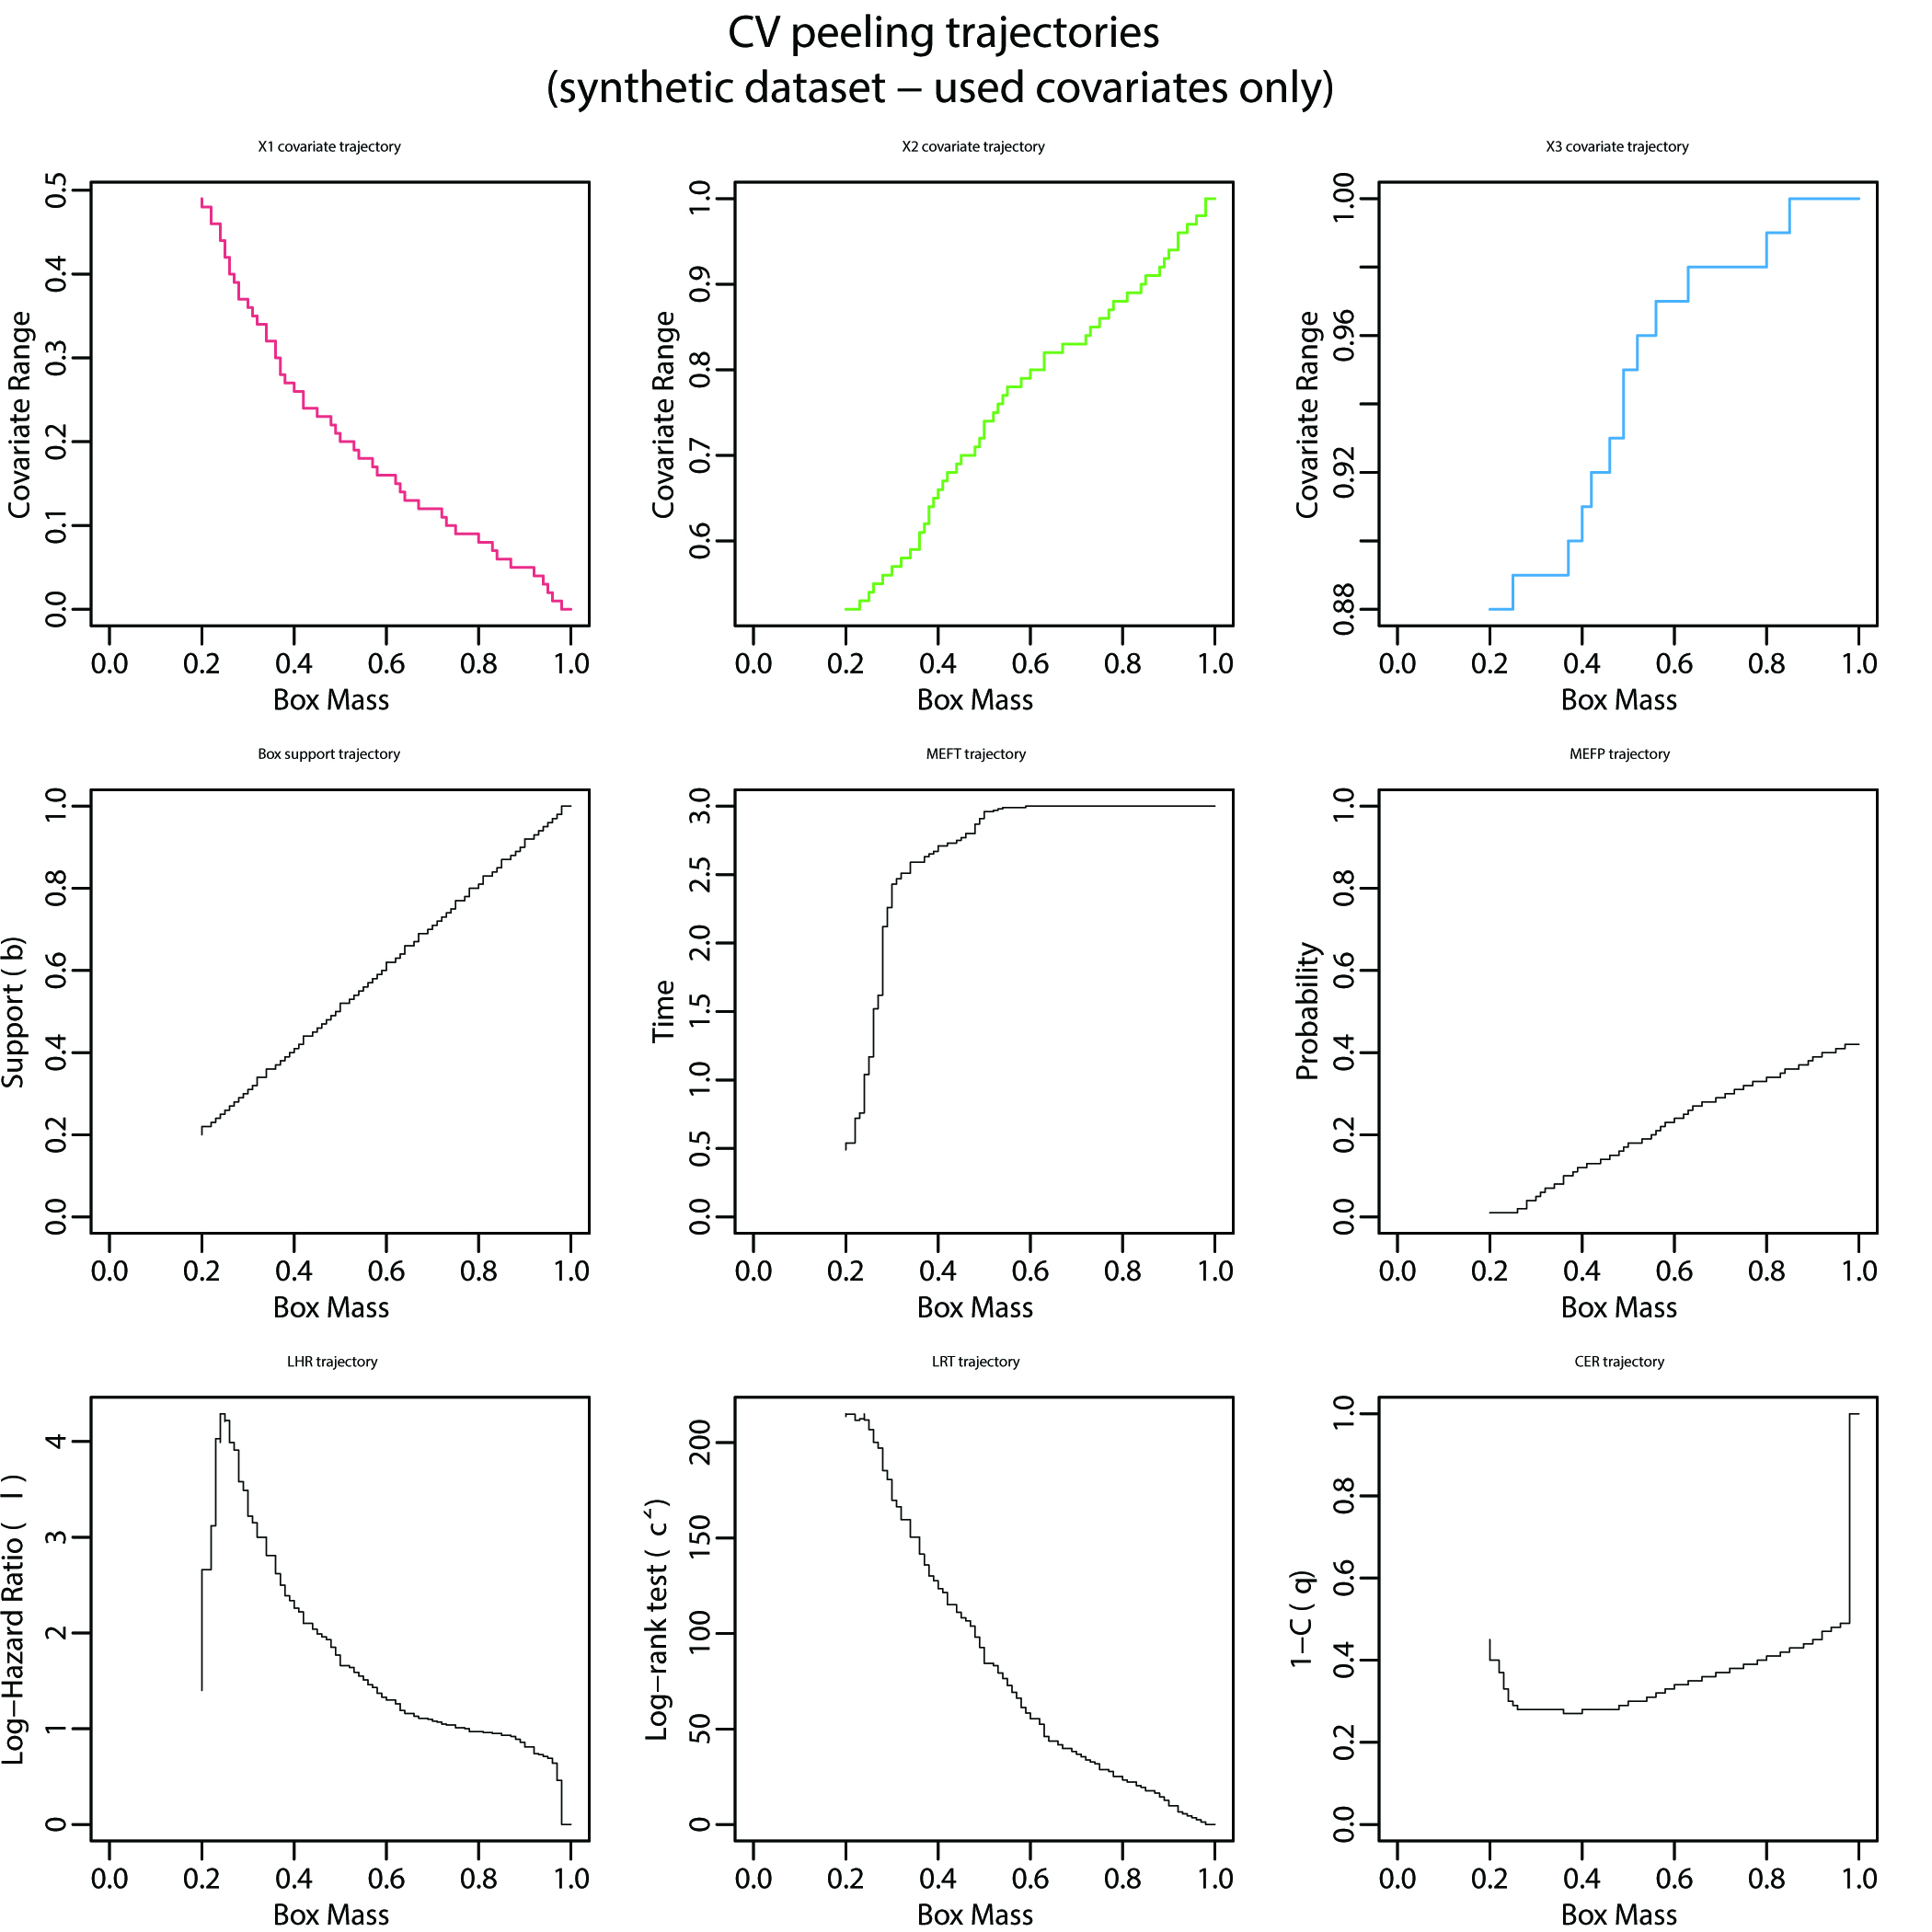 CV peeling trajectories
(synthetic dataset – used covariates only)
X1 covariate trajectory
Covariate Range
0.0 0.1 0.2 0.3 0.4 0.5
0.0 0.2 0.4 0.6 0.8 1.0
Box Mass
X2 covariate trajectory
Covariate Range
0.6 0.7 0.8 0.9 1.0
0.0 0.2 0.4 0.6 0.8 1.0
Box Mass
X3 covariate trajectory
Covariate Range
0.88 0.92 0.96 1.00
0.0 0.2 0.4 0.6 0.8 1.0
Box Mass
Box support trajectory
Support ( b)
0.0 0.2 0.4 0.6 0.8 1.0
0.0 0.2 0.4 0.6 0.8 1.0
Box Mass
MEFT trajectory
Time
0.0 0.5 1.0 1.5 2.0 2.5 3.0
0.0 0.2 0.4 0.6 0.8 1.0
Box Mass
MEFP trajectory
Probability
0.0 0.2 0.4 0.6 0.8 1.0
0.0 0.2 0.4 0.6 0.8 1.0
Box Mass
LHR trajectory
Log–Hazard Ratio ( l )
0 1 2 3 4
0.0 0.2 0.4 0.6 0.8 1.0
Box Mass
LRT trajectory
Log–rank test ( c²)
0 50 100 150 200
0.0 0.2 0.4 0.6 0.8 1.0
Box Mass
CER trajectory
1–C ( q)
0.0 0.2 0.4 0.6 0.8 1.0
0.0 0.2 0.4 0.6 0.8 1.0
Box Mass